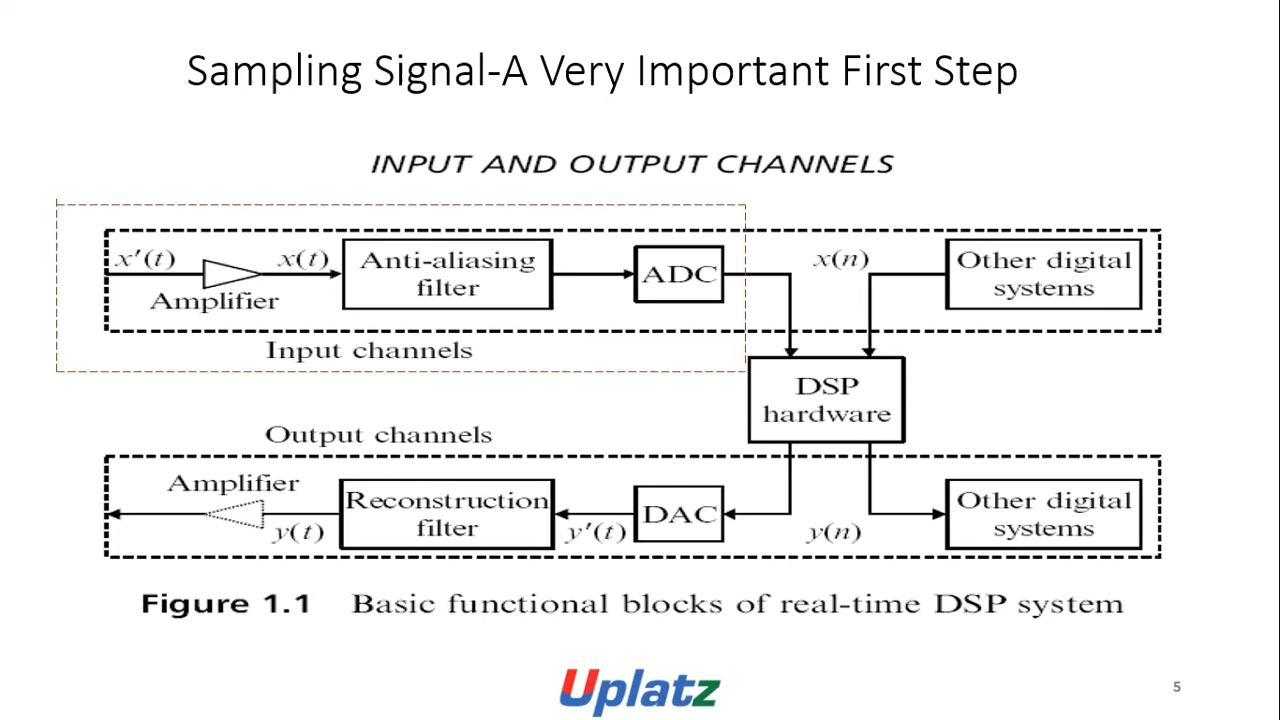 Sampling Signal-A Very Important First Step
INPUT AND OUTPUT CHANNELS
x′(t)
Amplifier
x(t)
Anti-aliasing
filter
ADC
x(n)
Other digital
systems
Input channels
DSP
hardware
Output channels
Amplifier
y(t)
Reconstruction
filter
y′(t)
DAC
y(n)
Other digital
systems
Figure 1.1 Basic functional blocks of real-time DSP system
Uplatz
5